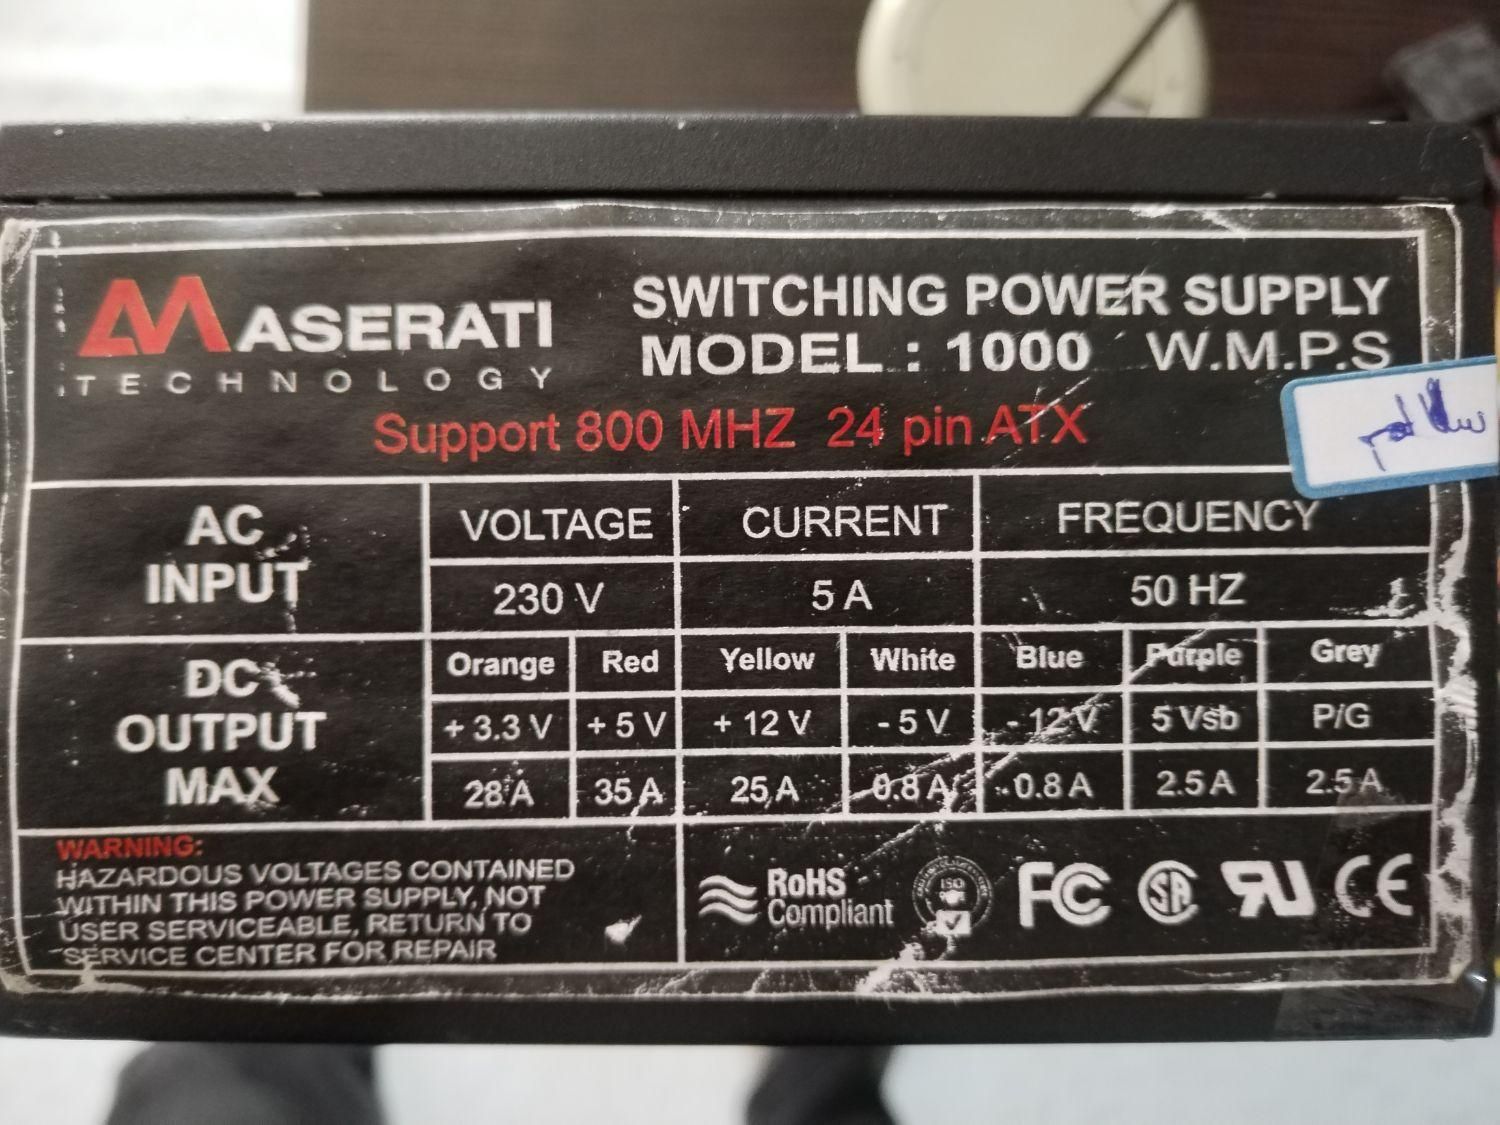 MASERATI
TECHNOLOGY
SWITCHING POWER SUPPLY
MODEL : 1000 W.M.P.S
Support 800 MHZ 24 pin ATX
AC INPUT
VOLTAGE CURRENT FREQUENCY
230 V 5 A 50 HZ
DC OUTPUT MAX
Orange Red Yellow White Blue Purple Grey
+ 3.3 V + 5 V + 12 V - 5 V - 12 V 5 Vsb P/G
28 A 35 A 25 A 0.8 A 0.8 A 2.5 A 2.5 A
WARNING:
HAZARDOUS VOLTAGES CONTAINED
WITHIN THIS POWER SUPPLY, NOT
USER SERVICEABLE, RETURN TO
SERVICE CENTER FOR REPAIR
RoHS
Compliant
ISO
FC
SA
RU
CE